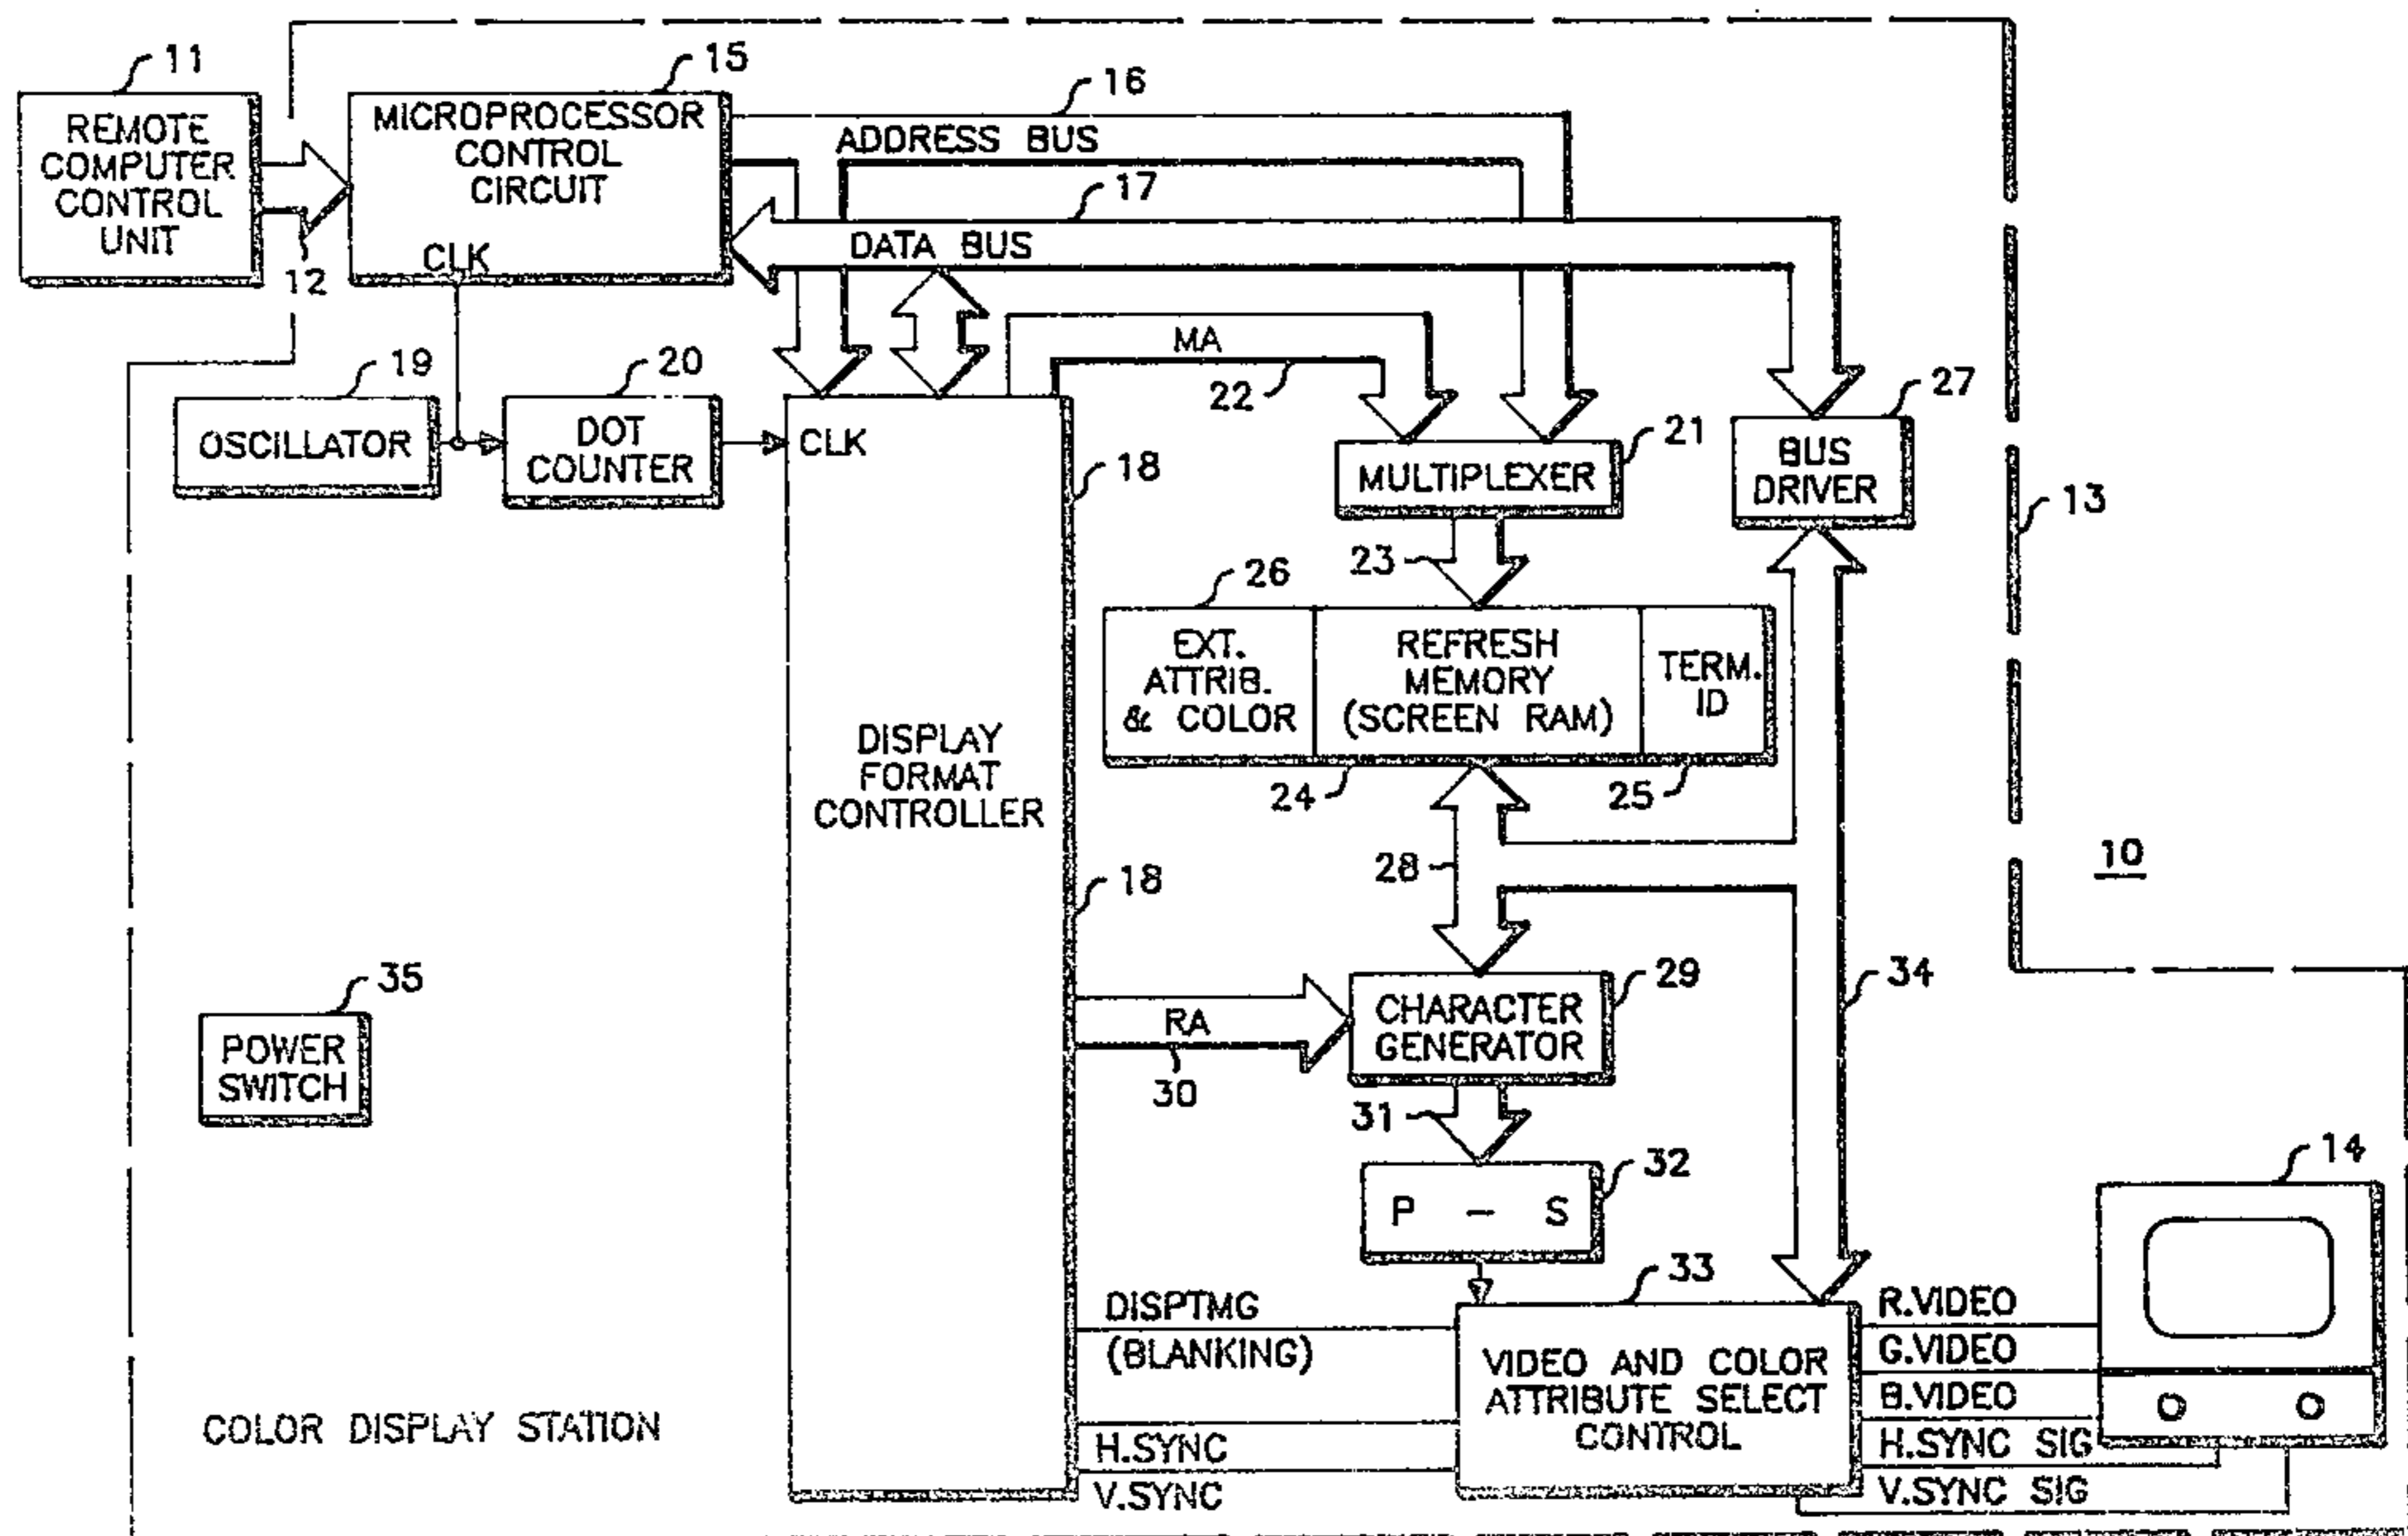 11
REMOTE
COMPUTER
CONTROL
UNIT
12
15
MICROPROCESSOR
CONTROL
CIRCUIT
CLK
16
ADDRESS BUS
17
DATA BUS
MA
22
19
OSCILLATOR
20
DOT
COUNTER
CLK
18
DISPLAY
FORMAT
CONTROLLER
18
21
MULTIPLEXER
27
BUS
DRIVER
13
23
26
EXT.
ATTRIB.
& COLOR
REFRESH
MEMORY
(SCREEN RAM)
TERM.
ID
24
25
28
10
35
POWER
SWITCH
RA
30
29
CHARACTER
GENERATOR
34
31
32
P - S
14
33
DISPTMG
(BLANKING)
H.SYNC
V.SYNC
VIDEO AND COLOR
ATTRIBUTE SELECT
CONTROL
R.VIDEO
G.VIDEO
B.VIDEO
H.SYNC SIG
V.SYNC SIG
COLOR DISPLAY STATION